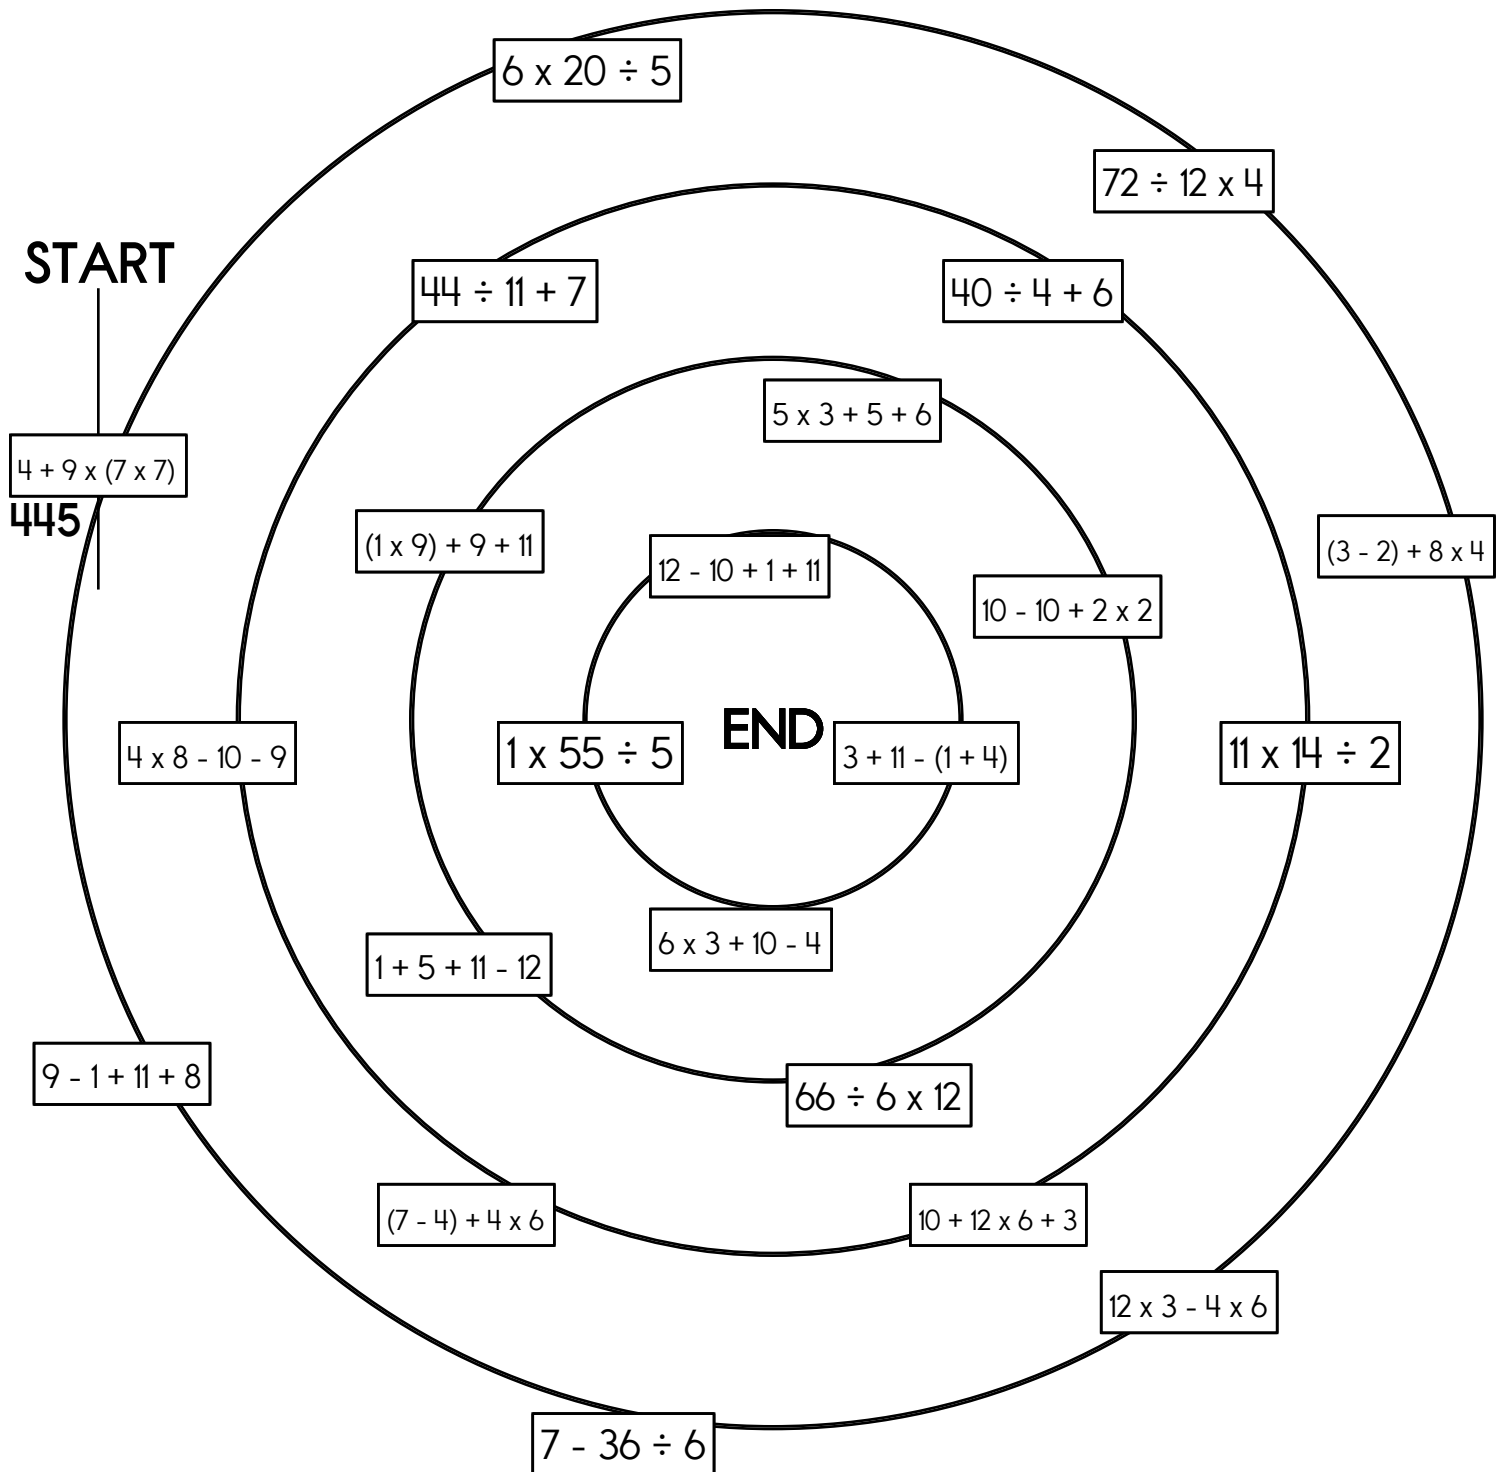 6 x 20 ÷ 5
72 ÷ 12 x 4
START
44 ÷ 11 + 7
40 ÷ 4 + 6
5 x 3 + 5 + 6
4 + 9 x (7 x 7)
445
(1 x 9) + 9 + 11
(3 - 2) + 8 x 4
12 - 10 + 1 + 11
10 - 10 + 2 x 2
4 x 8 - 10 - 9
1 x 55 ÷ 5
END
3 + 11 - (1 + 4)
11 x 14 ÷ 2
6 x 3 + 10 - 4
1 + 5 + 11 - 12
9 - 1 + 11 + 8
66 ÷ 6 x 12
(7 - 4) + 4 x 6
10 + 12 x 6 + 3
12 x 3 - 4 x 6
7 - 36 ÷ 6